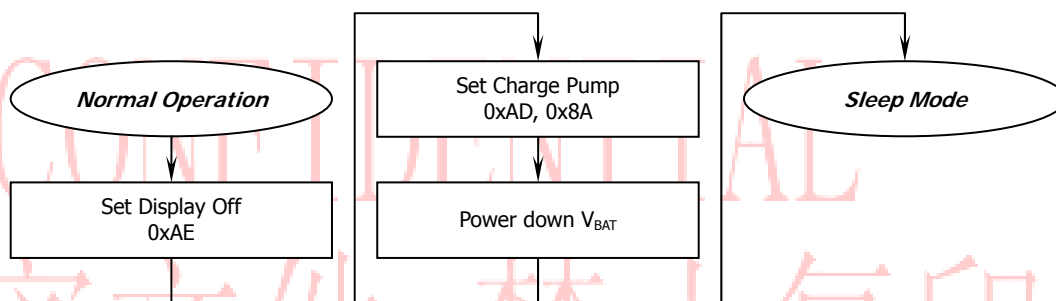 Normal Operation
Set Display Off
0xAE
Set Charge Pump
0xAD, 0x8A
Power down VBAT
Sleep Mode
CONFIDENTIAL